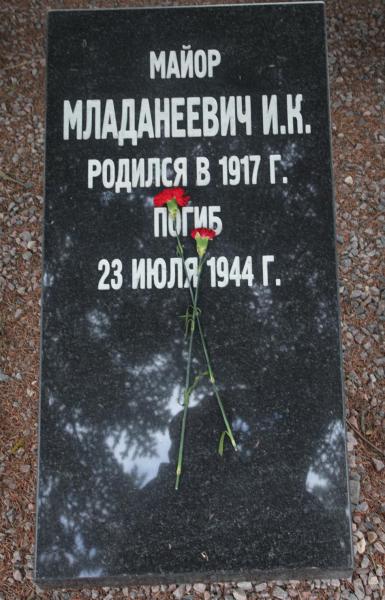 МАЙОР
МЛАДАНЕЕВИЧ И.К.
РОДИЛСЯ В 1917 Г.
ПОГИБ
23 ИЮЛЯ 1944 Г.